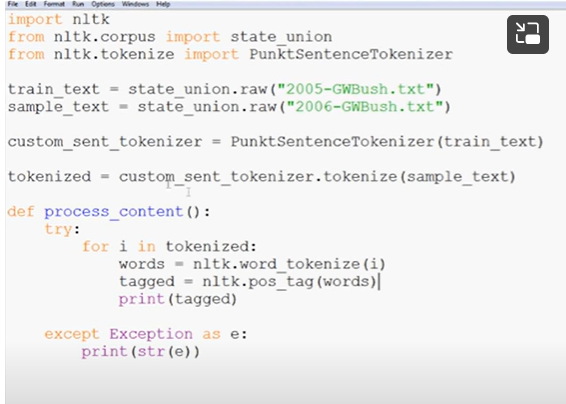 File Edit Format Run Options Windows Help
import nltk
from nltk.corpus import state_union
from nltk.tokenize import PunktSentenceTokenizer
train_text = state_union.raw("2005-GWBush.txt")
sample_text = state_union.raw("2006-GWBush.txt")
custom_sent_tokenizer = PunktSentenceTokenizer(train_text)
tokenized = custom_sent_tokenizer.tokenize(sample_text)
def process_content():
    try:
        for i in tokenized:
            words = nltk.word_tokenize(i)
            tagged = nltk.pos_tag(words)
            print(tagged)
    except Exception as e:
        print(str(e))